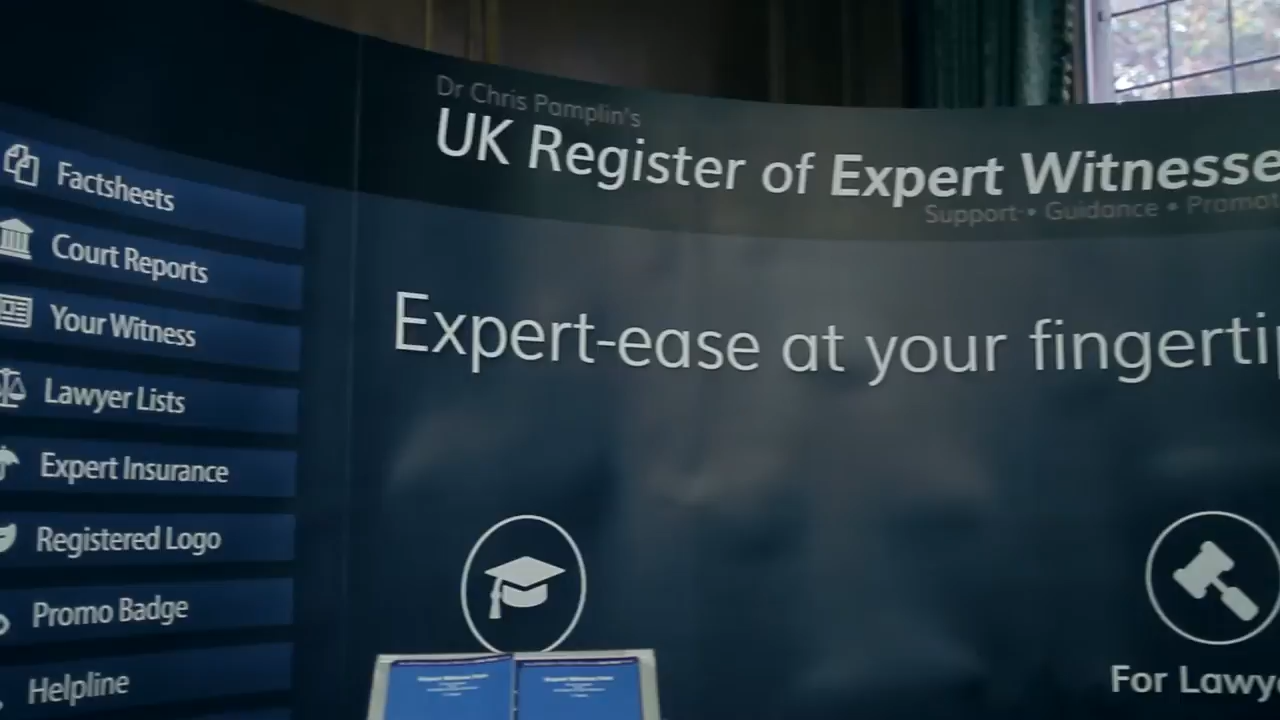 Dr Chris Pamplin's
UK Register of Expert Witnesse
Support • Guidance • Promot
Factsheets
Court Reports
Your Witness
Lawyer Lists
Expert Insurance
Registered Logo
Promo Badge
Helpline
Expert-ease at your fingertip
For Lawye